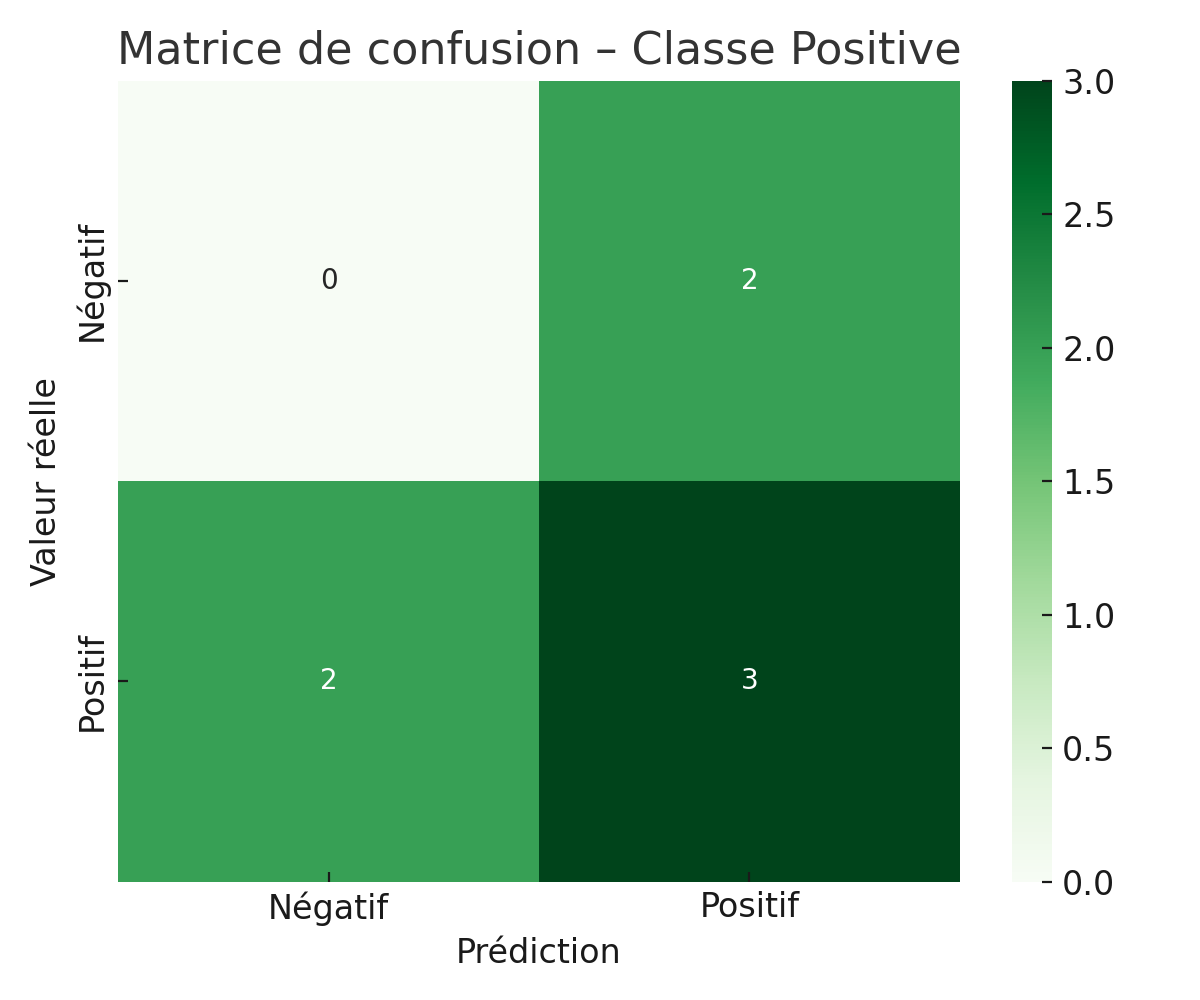 Matrice de confusion – Classe Positive
Valeur réelle
Négatif
Positif
0
2
2
3
Négatif
Positif
Prédiction
3.0
2.5
2.0
1.5
1.0
0.5
0.0